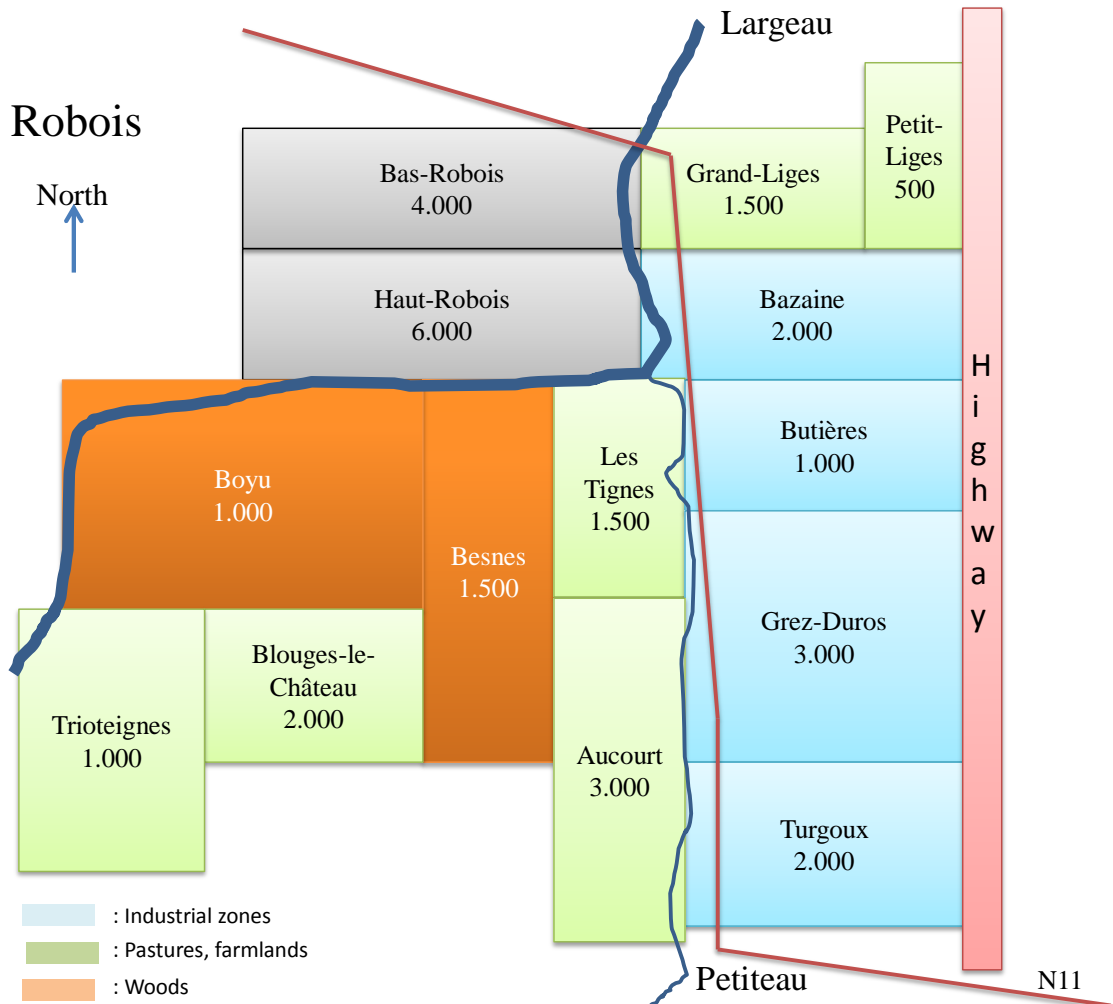 Largeau
Robois
North
Bas-Robois
4.000
Grand-Liges
1.500
Petit-
Liges
500
Haut-Robois
6.000
Bazaine
2.000
Highway
Boyu
1.000
Besnes
1.500
Les
Tignes
1.500
Butières
1.000
Grez-Duros
3.000
Trioteignes
1.000
Blouges-le-
Château
2.000
Aucourt
3.000
Turgoux
2.000
: Industrial zones
: Pastures, farmlands
: Woods
Petiteau
N11